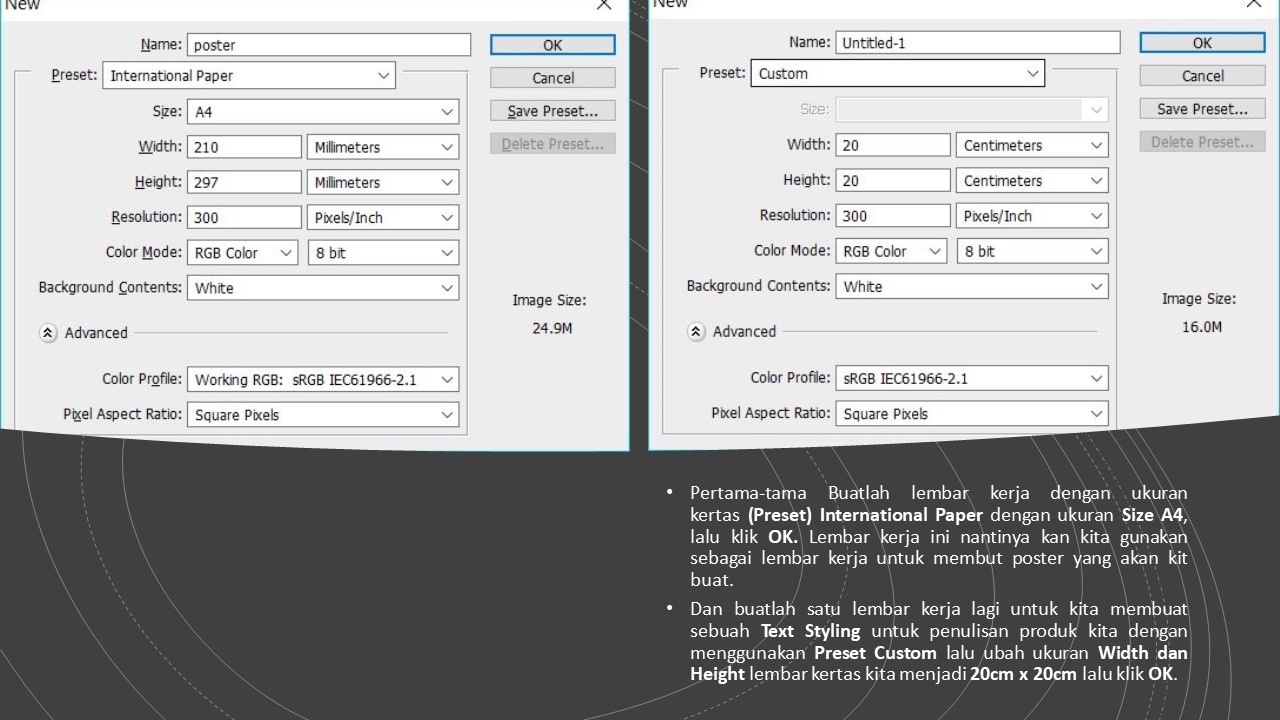 New
Name: poster
OK
Preset: International Paper
Cancel
Size: A4
Save Preset...
Width: 210 Millimeters
Delete Preset...
Height: 297 Millimeters
Resolution: 300 Pixels/Inch
Color Mode: RGB Color 8 bit
Background Contents: White
Image Size:
24.9M
Advanced
Color Profile: Working RGB: sRGB IEC61966-2.1
Pixel Aspect Ratio: Square Pixels
New
Name: Untitled-1
OK
Preset: Custom
Cancel
Size:
Save Preset...
Width: 20 Centimeters
Delete Preset...
Height: 20 Centimeters
Resolution: 300 Pixels/Inch
Color Mode: RGB Color 8 bit
Background Contents: White
Image Size:
16.0M
Advanced
Color Profile: sRGB IEC61966-2.1
Pixel Aspect Ratio: Square Pixels
• Pertama-tama Buatlah lembar kerja dengan ukuran
kertas (Preset) International Paper dengan ukuran Size A4,
lalu klik OK. Lembar kerja ini nantinya kan kita gunakan
sebagai lembar kerja untuk membut poster yang akan kit
buat.
• Dan buatlah satu lembar kerja lagi untuk kita membuat
sebuah Text Styling untuk penulisan produk kita dengan
menggunakan Preset Custom lalu ubah ukuran Width dan
Height lembar kertas kita menjadi 20cm x 20cm lalu klik OK.